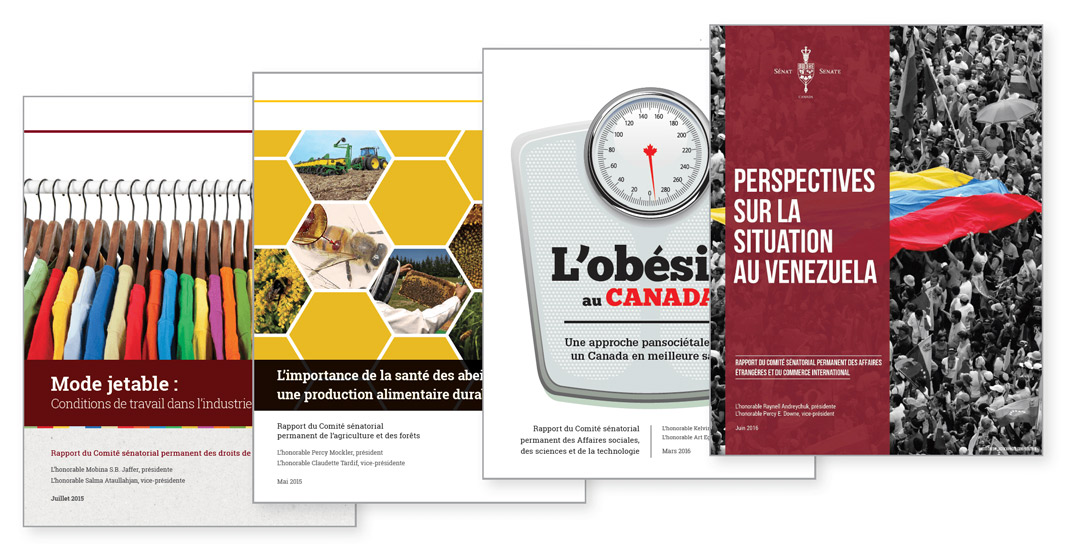 Mode jetable :
Conditions de travail dans l'industrie
Rapport du Comité sénatorial permanent des droits de
L'honorable Mobina S.B. Jaffer, présidente
L'honorable Salma Ataullahjan, vice-présidente
Juillet 2015
L'importance de la santé des abei
une production alimentaire dura
Rapport du Comité sénatorial
permanent de l'agriculture et des forêts
L'honorable Percy Mockler, président
L'honorable Claudette Tardif, vice-présidente
Mai 2015
0 20 40 60 80 100 120 140 160 180 200 220 240 260 280
L'obési
au CANADA
Une approche pansociétale
un Canada en meilleure sa
Rapport du Comité sénatorial
permanent des Affaires sociales,
des sciences et de la technologie
L'honorable Kelvin
L'honorable Art Eg
Mars 2016
SÉNAT SENATE
CANADA
PERSPECTIVES
SUR LA
SITUATION
AU VENEZUELA
RAPPORT DU COMITÉ SÉNATORIAL PERMANENT DES AFFAIRES
ÉTRANGÈRES ET DU COMMERCE INTERNATIONAL
L'honorable Raynell Andreychuk, présidente
L'honorable Percy E. Downe, vice-président
Juin 2016